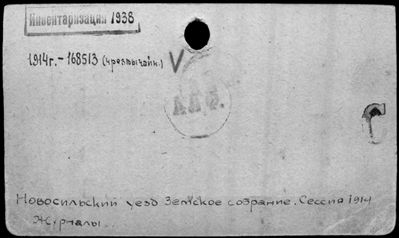 Инвентаризация 1938
1914г. - 168513 (чрезвычайн.) V
С
Новосильский уезд Земское собрание. Сессия 1914
Журналы.